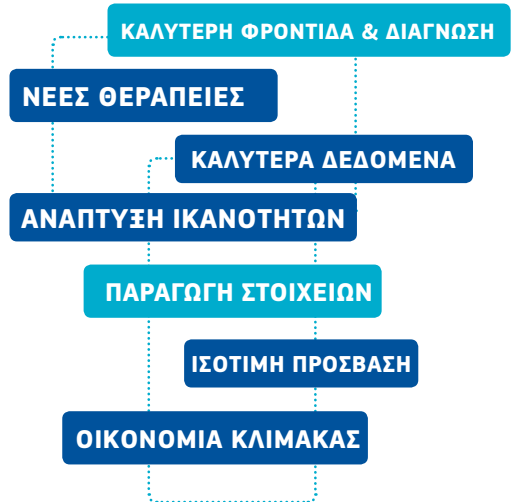 ΚΑΛΥΤΕΡΗ ΦΡΟΝΤΙΔΑ & ΔΙΑΓΝΩΣΗ
ΝΕΕΣ ΘΕΡΑΠΕΙΕΣ
ΚΑΛΥΤΕΡΑ ΔΕΔΟΜΕΝΑ
ΑΝΑΠΤΥΞΗ ΙΚΑΝΟΤΗΤΩΝ
ΠΑΡΑΓΩΓΗ ΣΤΟΙΧΕΙΩΝ
ΙΣΟΤΙΜΗ ΠΡΟΣΒΑΣΗ
ΟΙΚΟΝΟΜΙΑ ΚΛΙΜΑΚΑΣ